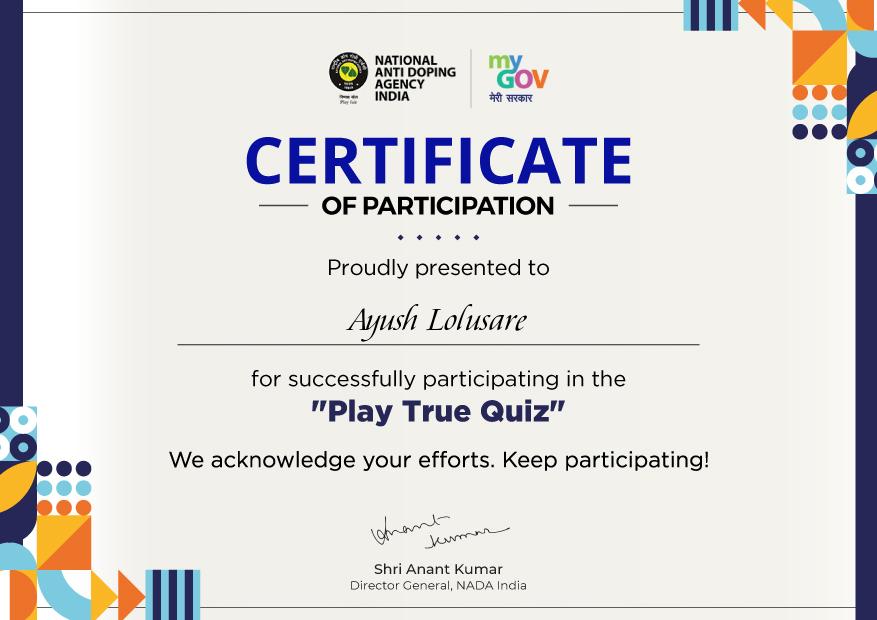 NATIONAL
ANTI DOPING
AGENCY
INDIA
Play fair
my
GOV
मेरी सरकार
CERTIFICATE
OF PARTICIPATION
Proudly presented to
Ayush Lolusare
for successfully participating in the
"Play True Quiz"
We acknowledge your efforts. Keep participating!
Anant
Kumar
Shri Anant Kumar
Director General, NADA India